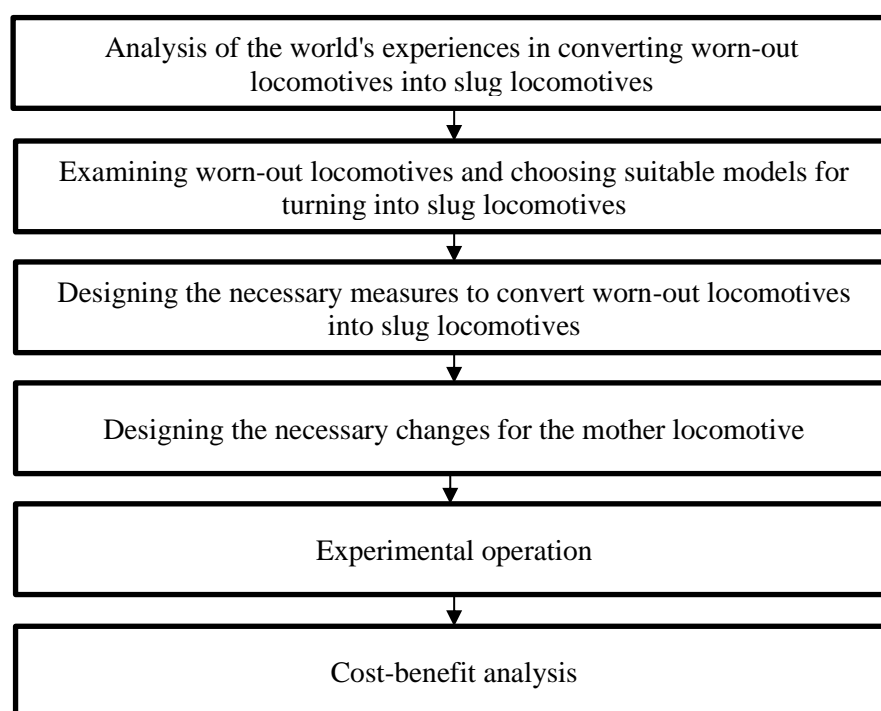 Analysis of the world's experiences in converting worn-out
locomotives into slug locomotives
Examining worn-out locomotives and choosing suitable models for
turning into slug locomotives
Designing the necessary measures to convert worn-out locomotives
into slug locomotives
Designing the necessary changes for the mother locomotive
Experimental operation
Cost-benefit analysis